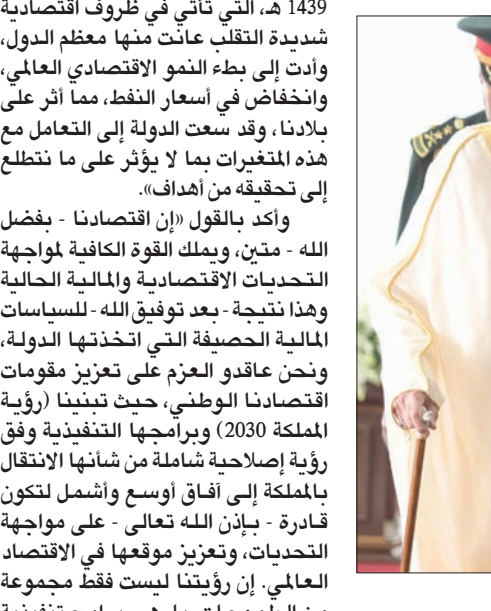 1439 هـ، التي تأتي في ظروف اقتصادية
شديدة التقلب عانت منها معظم الدول،
وأدت إلى بطء النمو الاقتصادي العالمي،
وانخفاض في أسعار النفط، مما أثر على
بلادنا، وقد سعت الدولة إلى التعامل مع
هذه المتغيرات بما لا يؤثر على ما نتطلع
إلى تحقيقه من أهداف».
وأكد بالقول «إن اقتصادنا - بفضل
الله - متين، ويملك القوة الكافية لمواجهة
التحديات الاقتصادية والمالية الحالية
وهذا نتيجة - بعد توفيق الله - للسياسات
المالية الحصيفة التي اتخذتها الدولة،
ونحن عاقدو العزم على تعزيز مقومات
اقتصادنا الوطني، حيث تبنينا (رؤية
المملكة 2030) وبرامجها التنفيذية وفق
رؤية إصلاحية شاملة من شأنها الانتقال
بالمملكة إلى آفاق أوسع وأشمل لتكون
قادرة - بإذن الله تعالى - على مواجهة
التحديات، وتعزيز موقعها في الاقتصاد
العالمي. إن رؤيتنا ليست فقط مجموعة